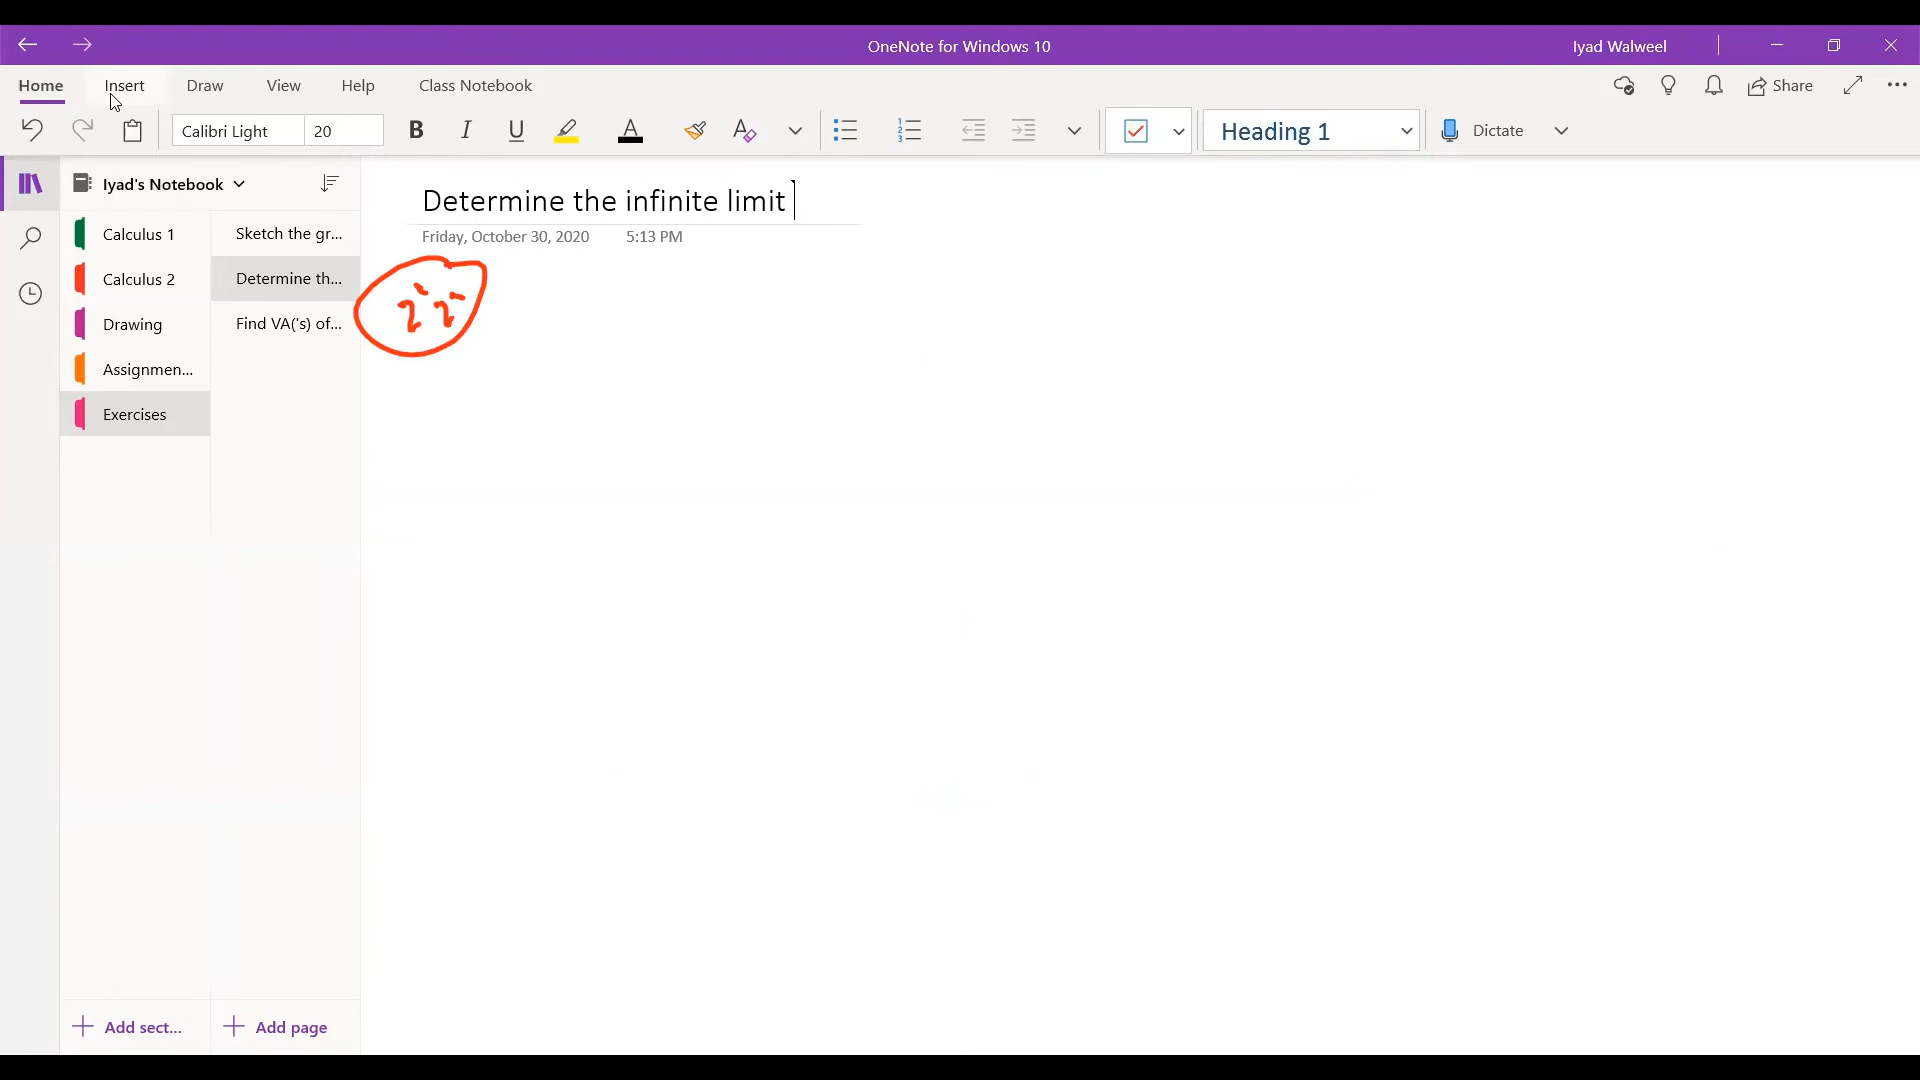 OneNote for Windows 10
Iyad Walweel
Home Insert Draw View Help Class Notebook
Share
Calibri Light 20 B I U A A Heading 1 Dictate
Iyad's Notebook
Determine the infinite limit
Friday, October 30, 2020 5:13 PM
Calculus 1
Calculus 2
Drawing
Assignmen...
Exercises
Sketch the gr...
Determine th...
Find VA('s) of...
+ Add sect...
+ Add page